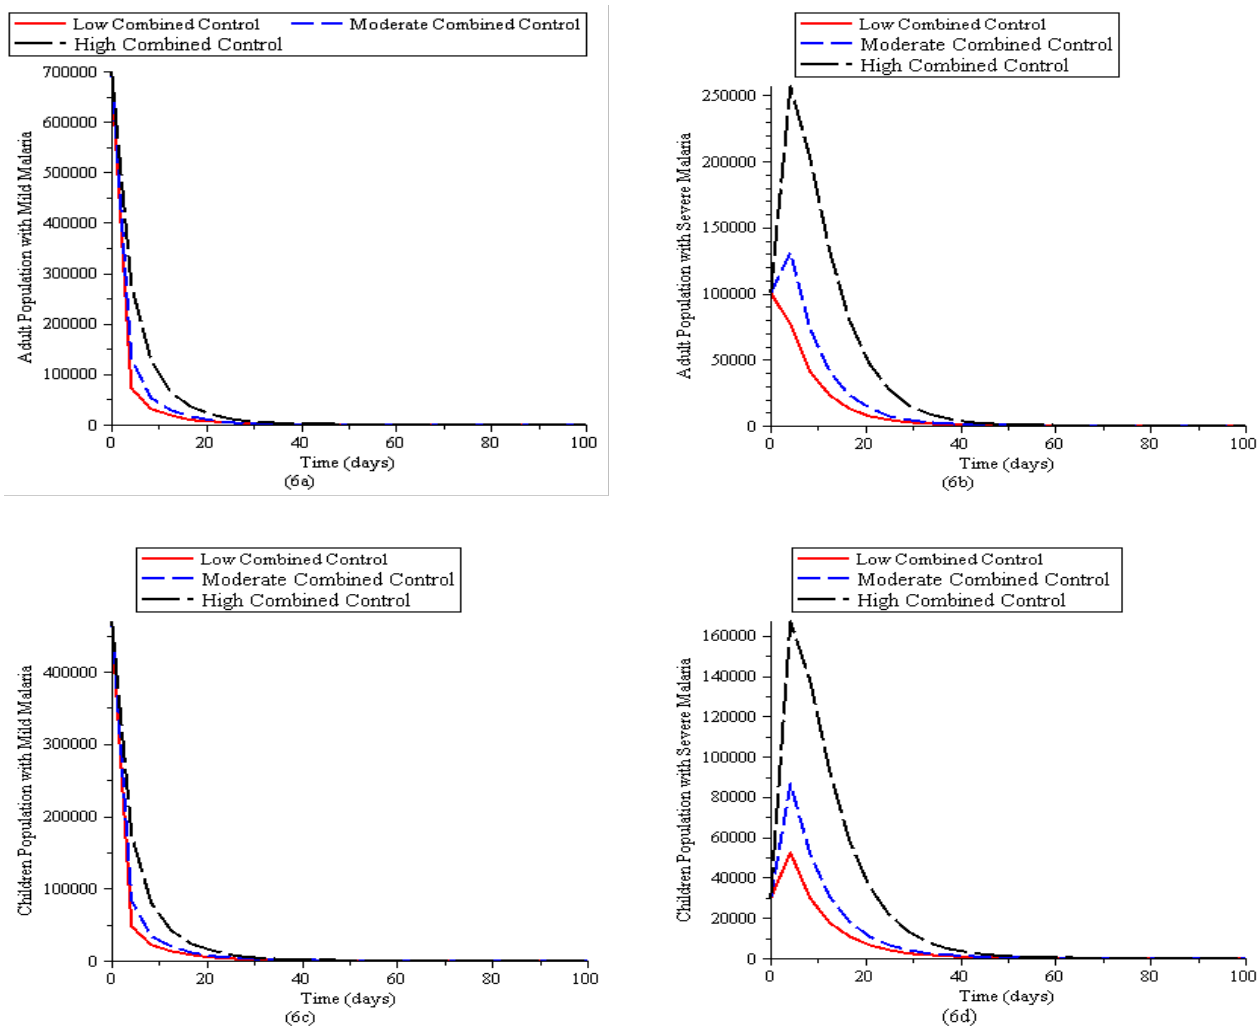 Low Combined Control Moderate Combined Control
High Combined Control
700000
600000
500000
400000
300000
200000
100000
0
Adult Population with Mild Malaria
0 20 40 60 80 100
Time (days)
(6a)
Low Combined Control
Moderate Combined Control
High Combined Control
250000
200000
150000
100000
50000
0
Adult Population with Severe Malaria
0 20 40 60 80 100
Time (days)
(6b)
Low Combined Control
Moderate Combined Control
High Combined Control
400000
300000
200000
100000
0
Children Population with Mild Malaria
0 20 40 60 80 100
Time (days)
(6c)
Low Combined Control
Moderate Combined Control
High Combined Control
160000
140000
120000
100000
80000
60000
40000
20000
0
Children Population with Severe Malaria
0 20 40 60 80 100
Time (days)
(6d)